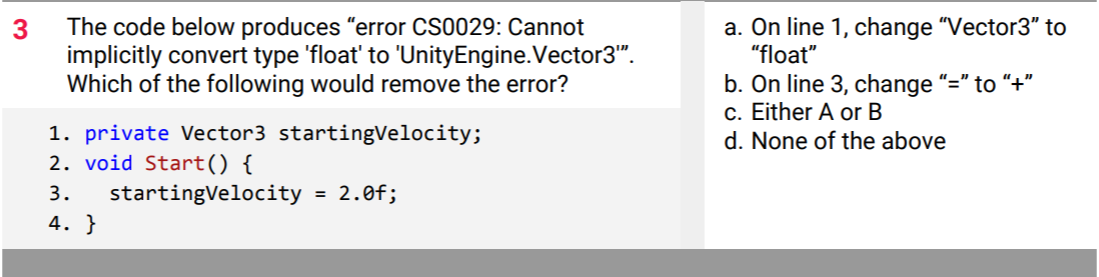 3 The code below produces “error CS0029: Cannot
implicitly convert type 'float' to 'UnityEngine.Vector3'”.
Which of the following would remove the error?
1. private Vector3 startingVelocity;
2. void Start() {
3. startingVelocity = 2.0f;
4. }
a. On line 1, change “Vector3” to
“float”
b. On line 3, change “=” to “+”
c. Either A or B
d. None of the above